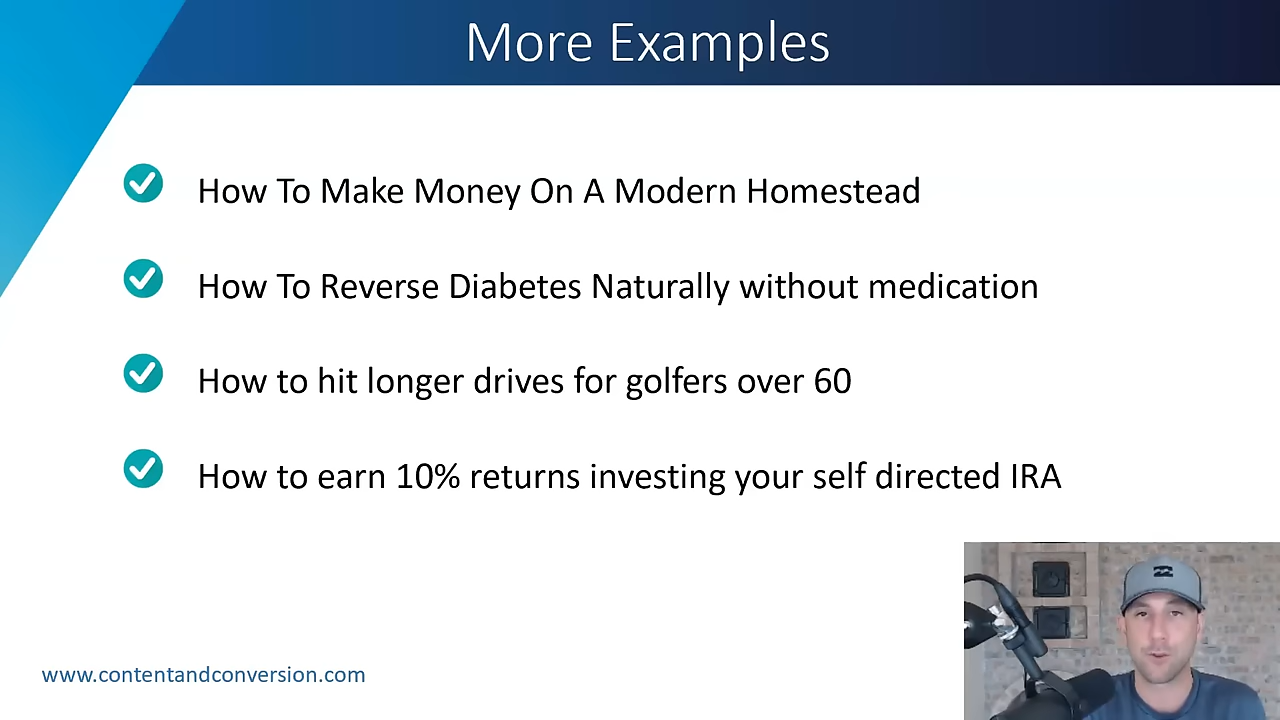 More Examples
How To Make Money On A Modern Homestead
How To Reverse Diabetes Naturally without medication
How to hit longer drives for golfers over 60
How to earn 10% returns investing your self directed IRA
www.contentandconversion.com